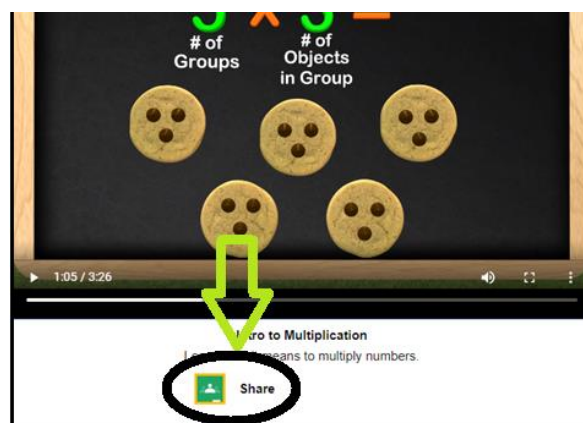 x =
# of
Groups
# of
Objects
in Group
1:05 / 3:26
Intro to Multiplication
means to multiply numbers.
Share